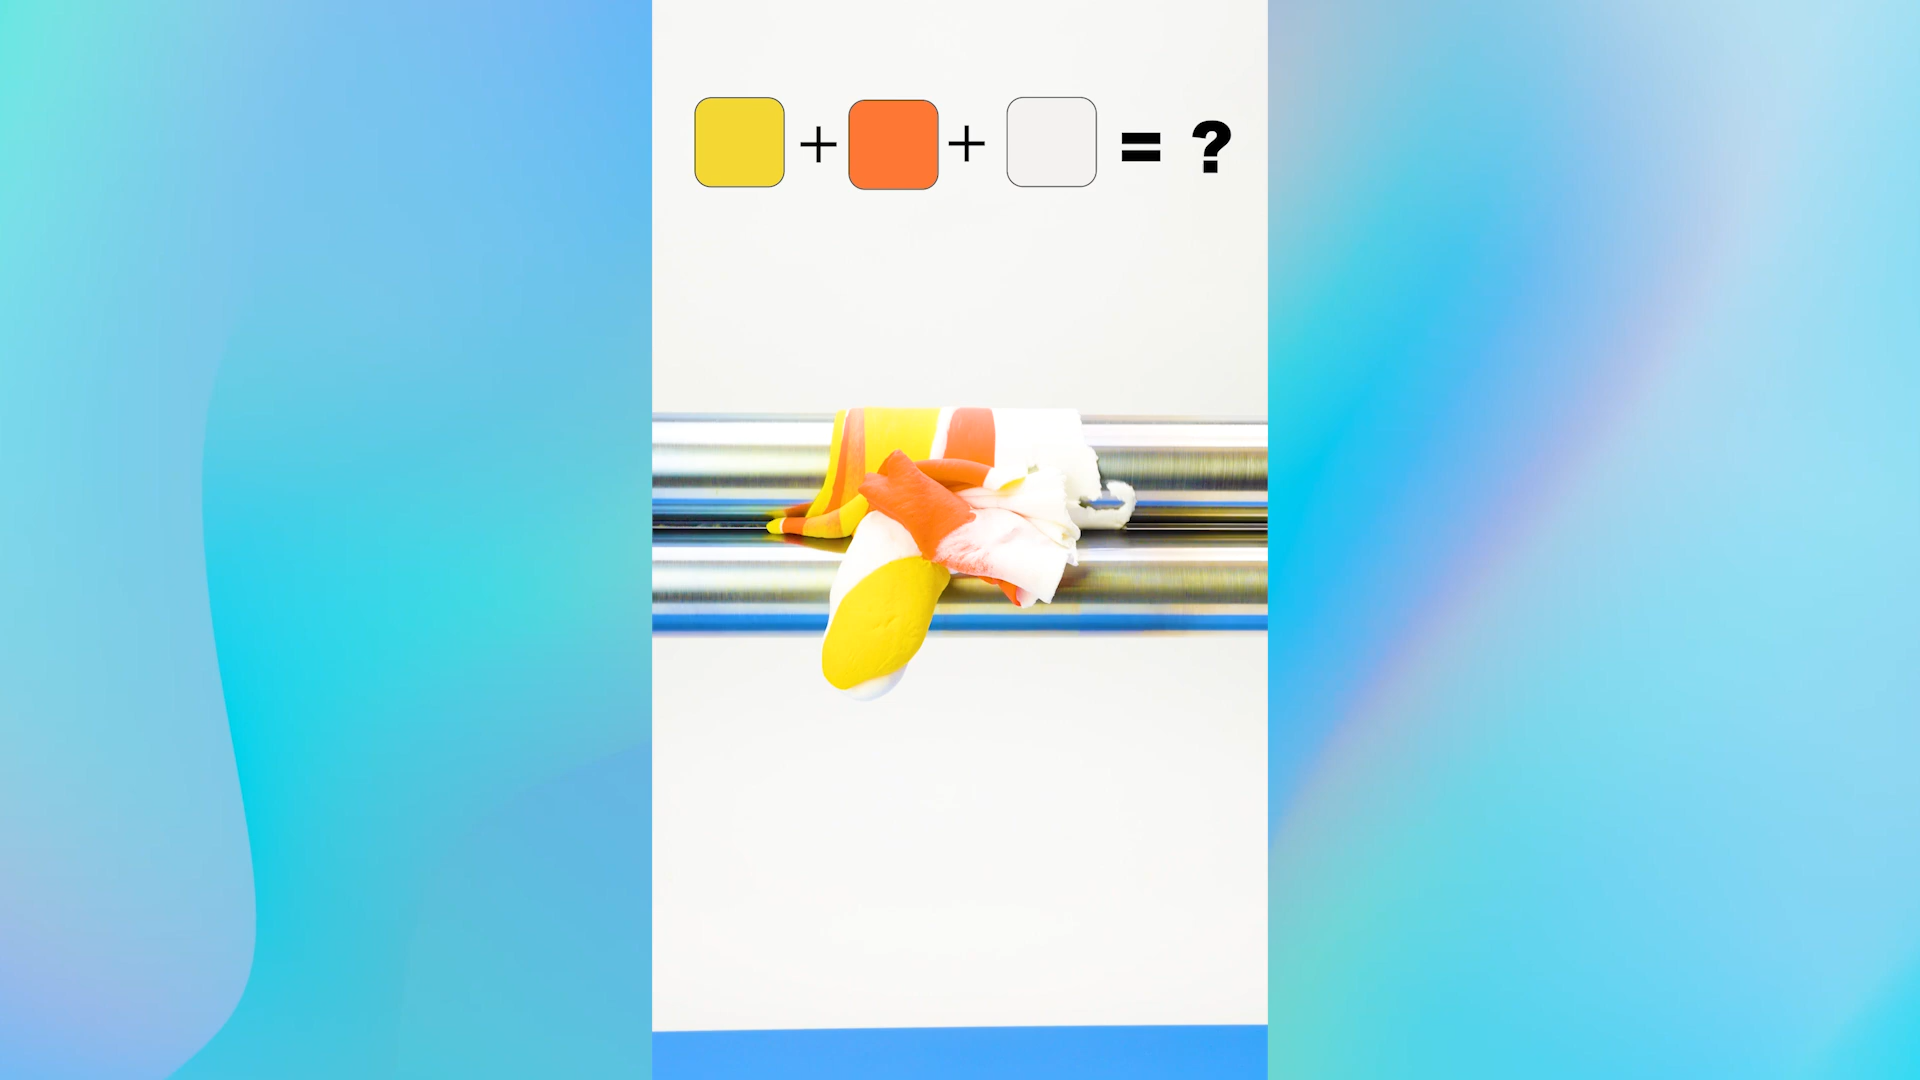 + + = ?